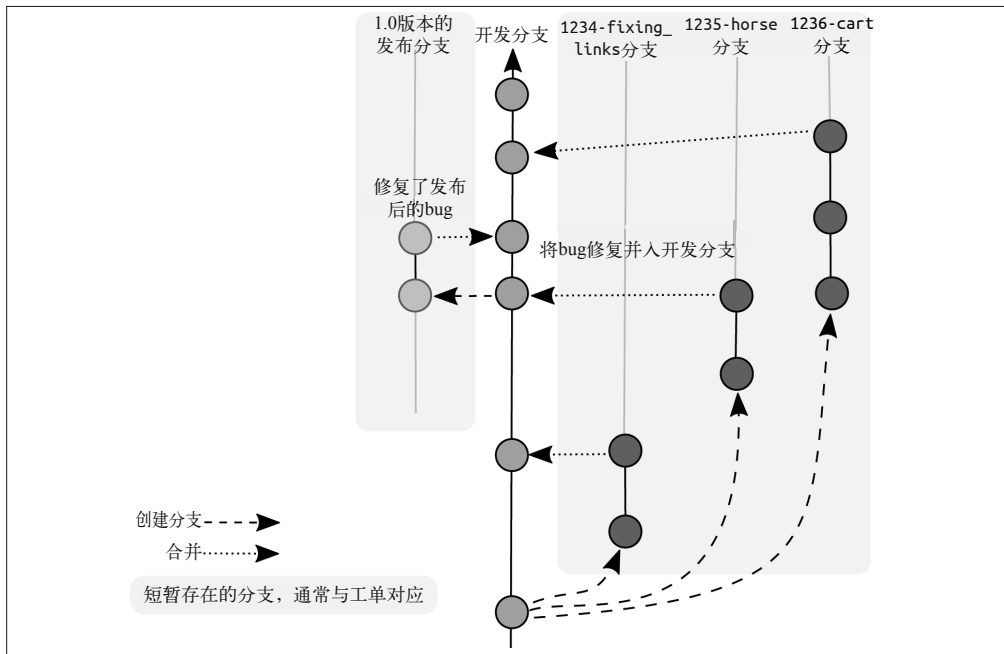 1.0版本的
发布分支
开发分支
1234-fixing_
links分支
1235-horse
分支
1236-cart
分支
修复了发布
后的bug
将bug修复并入开发分支
创建分支
合并
短暂存在的分支，通常与工单对应